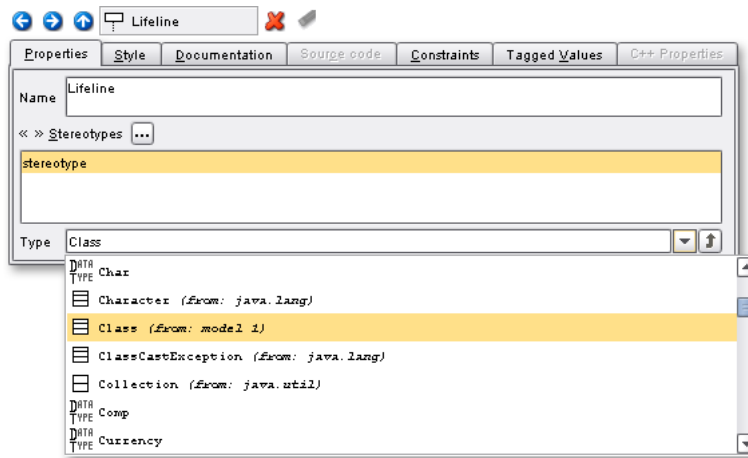 Lifeline
Properties Style Documentation Source code Constraints Tagged Values C++ Properties
Name Lifeline
« » Stereotypes ...
stereotype
Type Class
DATA TYPE Char
Character (from: java.lang)
Class (from: model 1)
ClassCastException (from: java.lang)
Collection (from: java.util)
DATA TYPE Comp
DATA TYPE Currency